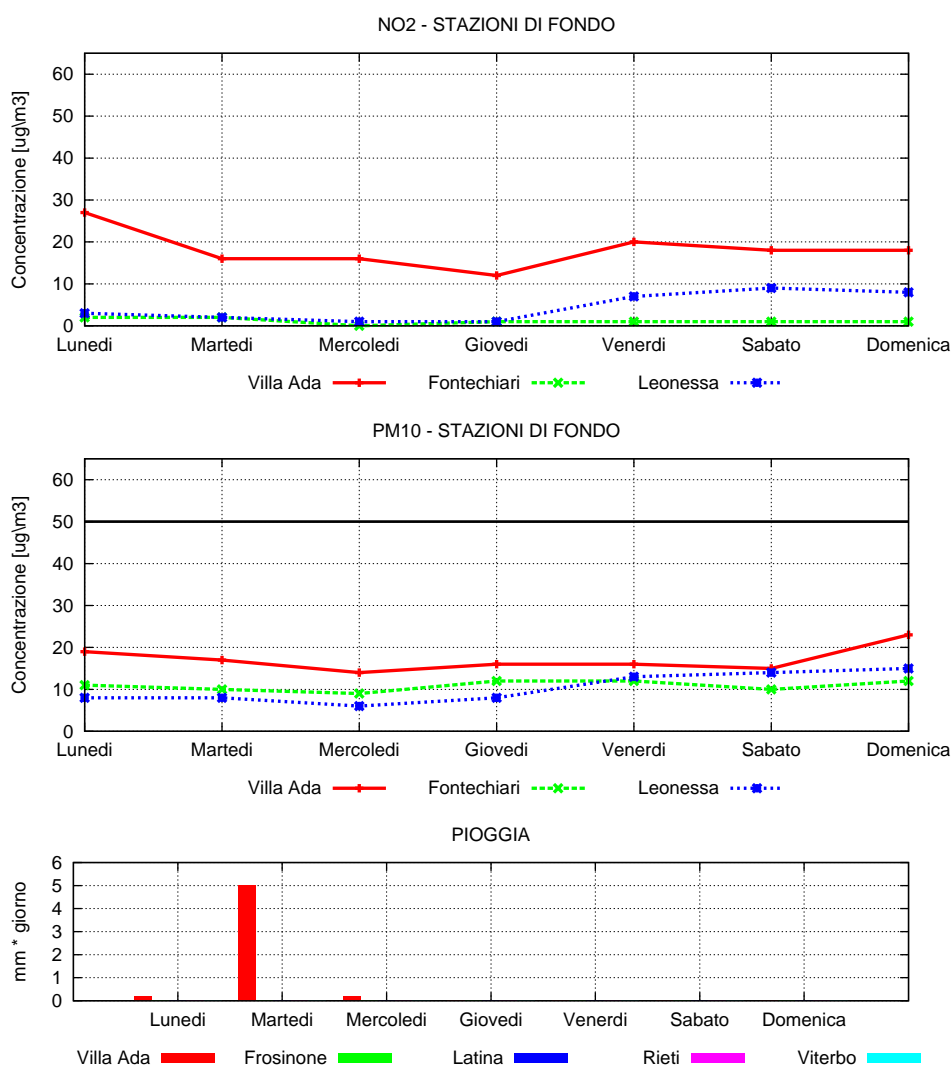 NO2 - STAZIONI DI FONDO
Concentrazione [ug\m3]
60
50
40
30
20
10
0
Lunedi Martedi Mercoledi Giovedi Venerdi Sabato Domenica
Villa Ada Fontechiari Leonessa
PM10 - STAZIONI DI FONDO
Concentrazione [ug\m3]
60
50
40
30
20
10
0
Lunedi Martedi Mercoledi Giovedi Venerdi Sabato Domenica
Villa Ada Fontechiari Leonessa
PIOGGIA
mm * giorno
6
5
4
3
2
1
0
Lunedi Martedi Mercoledi Giovedi Venerdi Sabato Domenica
Villa Ada Frosinone Latina Rieti Viterbo